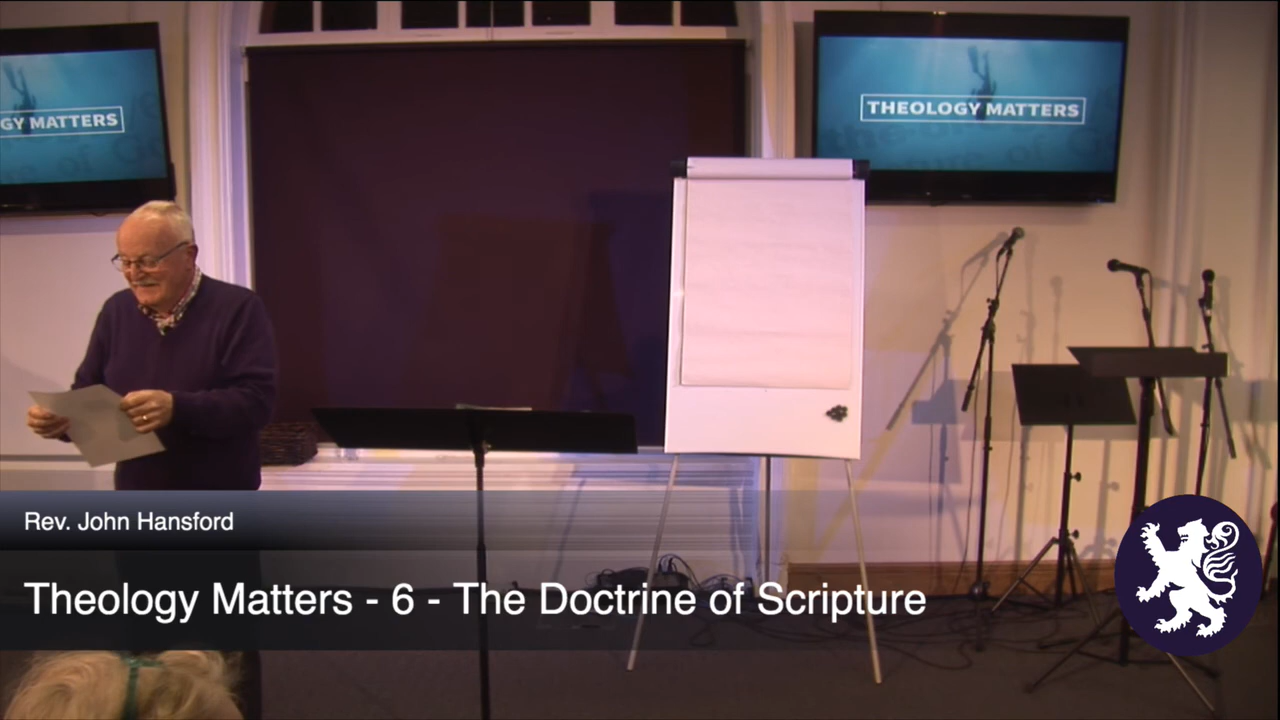 GY MATTERS
THEOLOGY MATTERS
Rev. John Hansford
Theology Matters - 6 - The Doctrine of Scripture